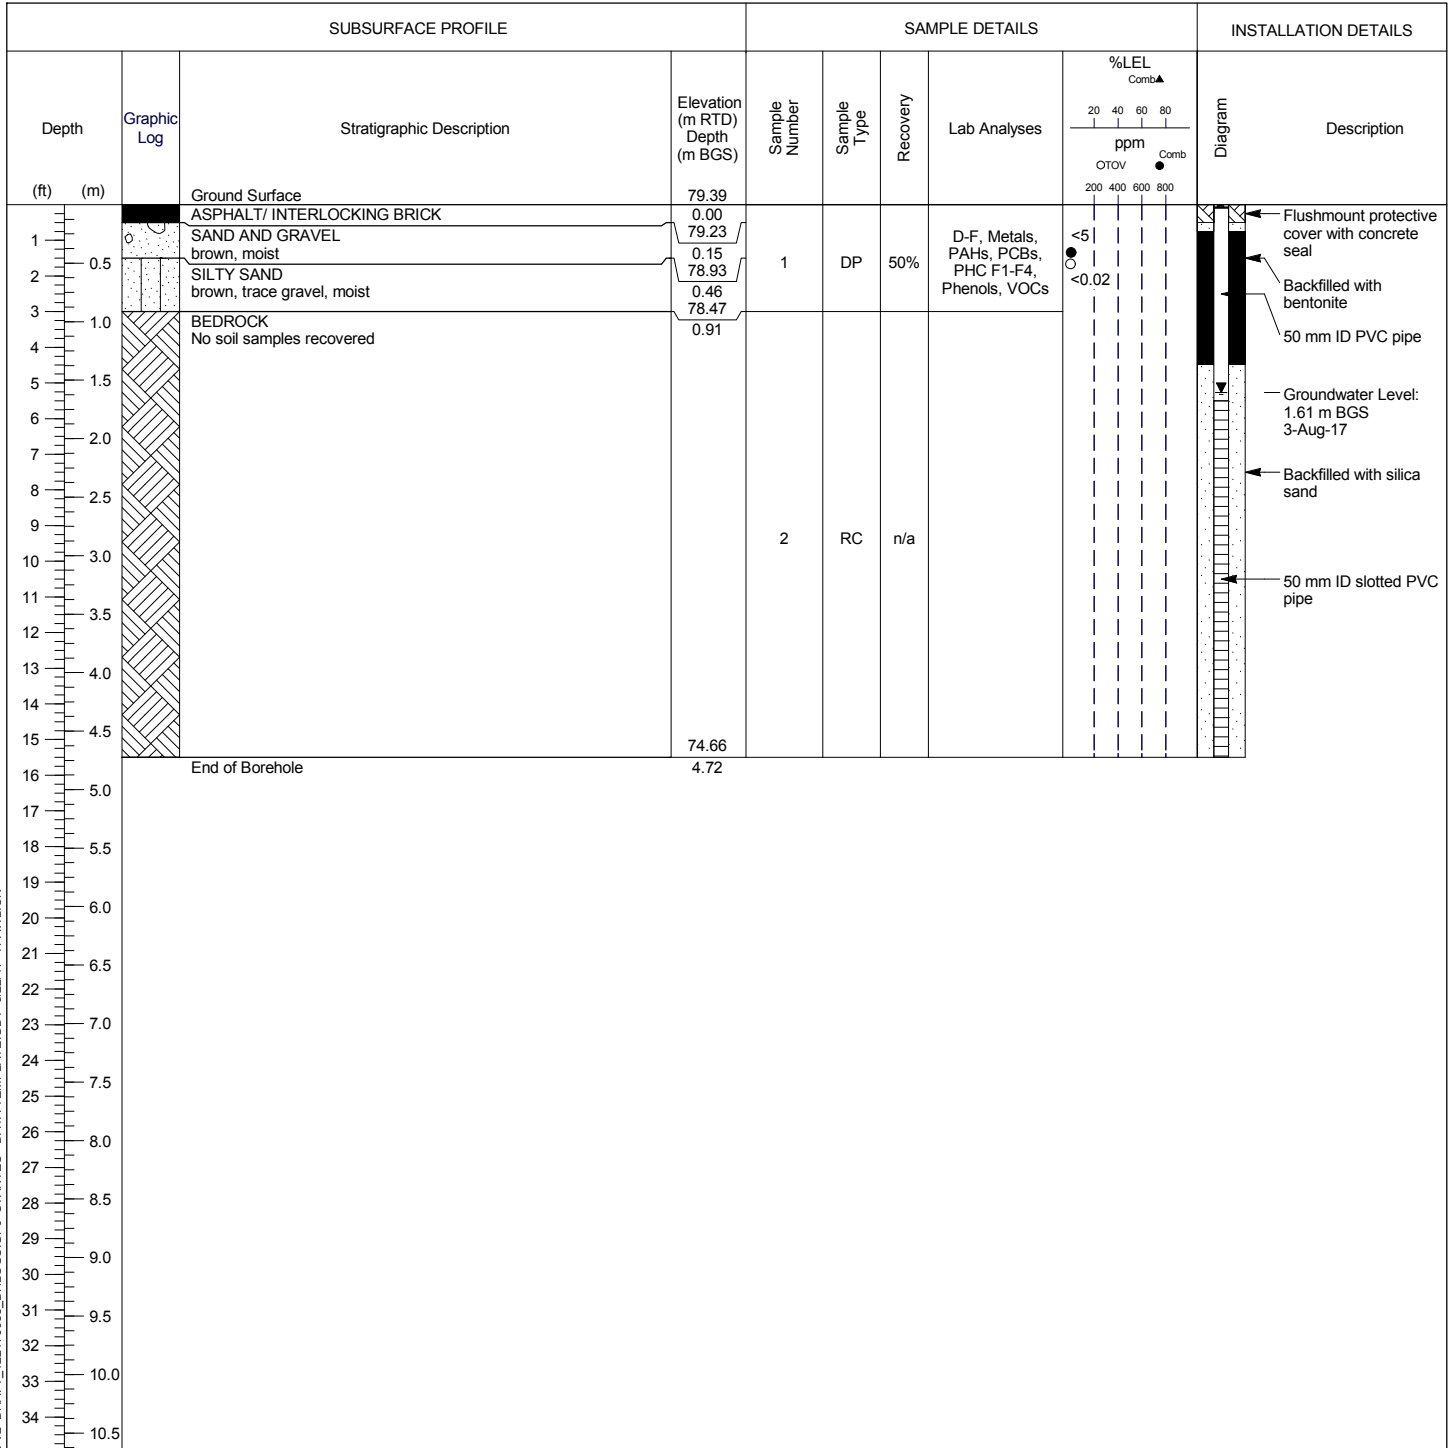 SUBSURFACE PROFILE
SAMPLE DETAILS
INSTALLATION DETAILS
Depth
(ft) (m)
Graphic
Log
Stratigraphic Description
Elevation
(m RTD)
Depth
(m BGS)
Sample
Number
Sample
Type
Recovery
Lab Analyses
%LEL
Comb▲
20 40 60 80
ppm
OTOV ● Comb
200 400 600 800
Diagram
Description
Ground Surface 79.39
ASPHALT/ INTERLOCKING BRICK 0.00
79.23
SAND AND GRAVEL
brown, moist 0.15
78.93
SILTY SAND
brown, trace gravel, moist 0.46
78.47
BEDROCK 0.91
No soil samples recovered
74.66
End of Borehole 4.72
1 DP 50%
D-F, Metals,
PAHs, PCBs,
PHC F1-F4,
Phenols, VOCs
<5
<0.02
2 RC n/a
Flushmount protective
cover with concrete
seal
Backfilled with
bentonite
50 mm ID PVC pipe
Groundwater Level:
1.61 m BGS
3-Aug-17
Backfilled with silica
sand
50 mm ID slotted PVC
pipe
1
2
3
4
5
6
7
8
9
10
11
12
13
14
15
16
17
18
19
20
21
22
23
24
25
26
27
28
29
30
31
32
33
34
0.5
1.0
1.5
2.0
2.5
3.0
3.5
4.0
4.5
5.0
5.5
6.0
6.5
7.0
7.5
8.0
8.5
9.0
9.5
10.0
10.5